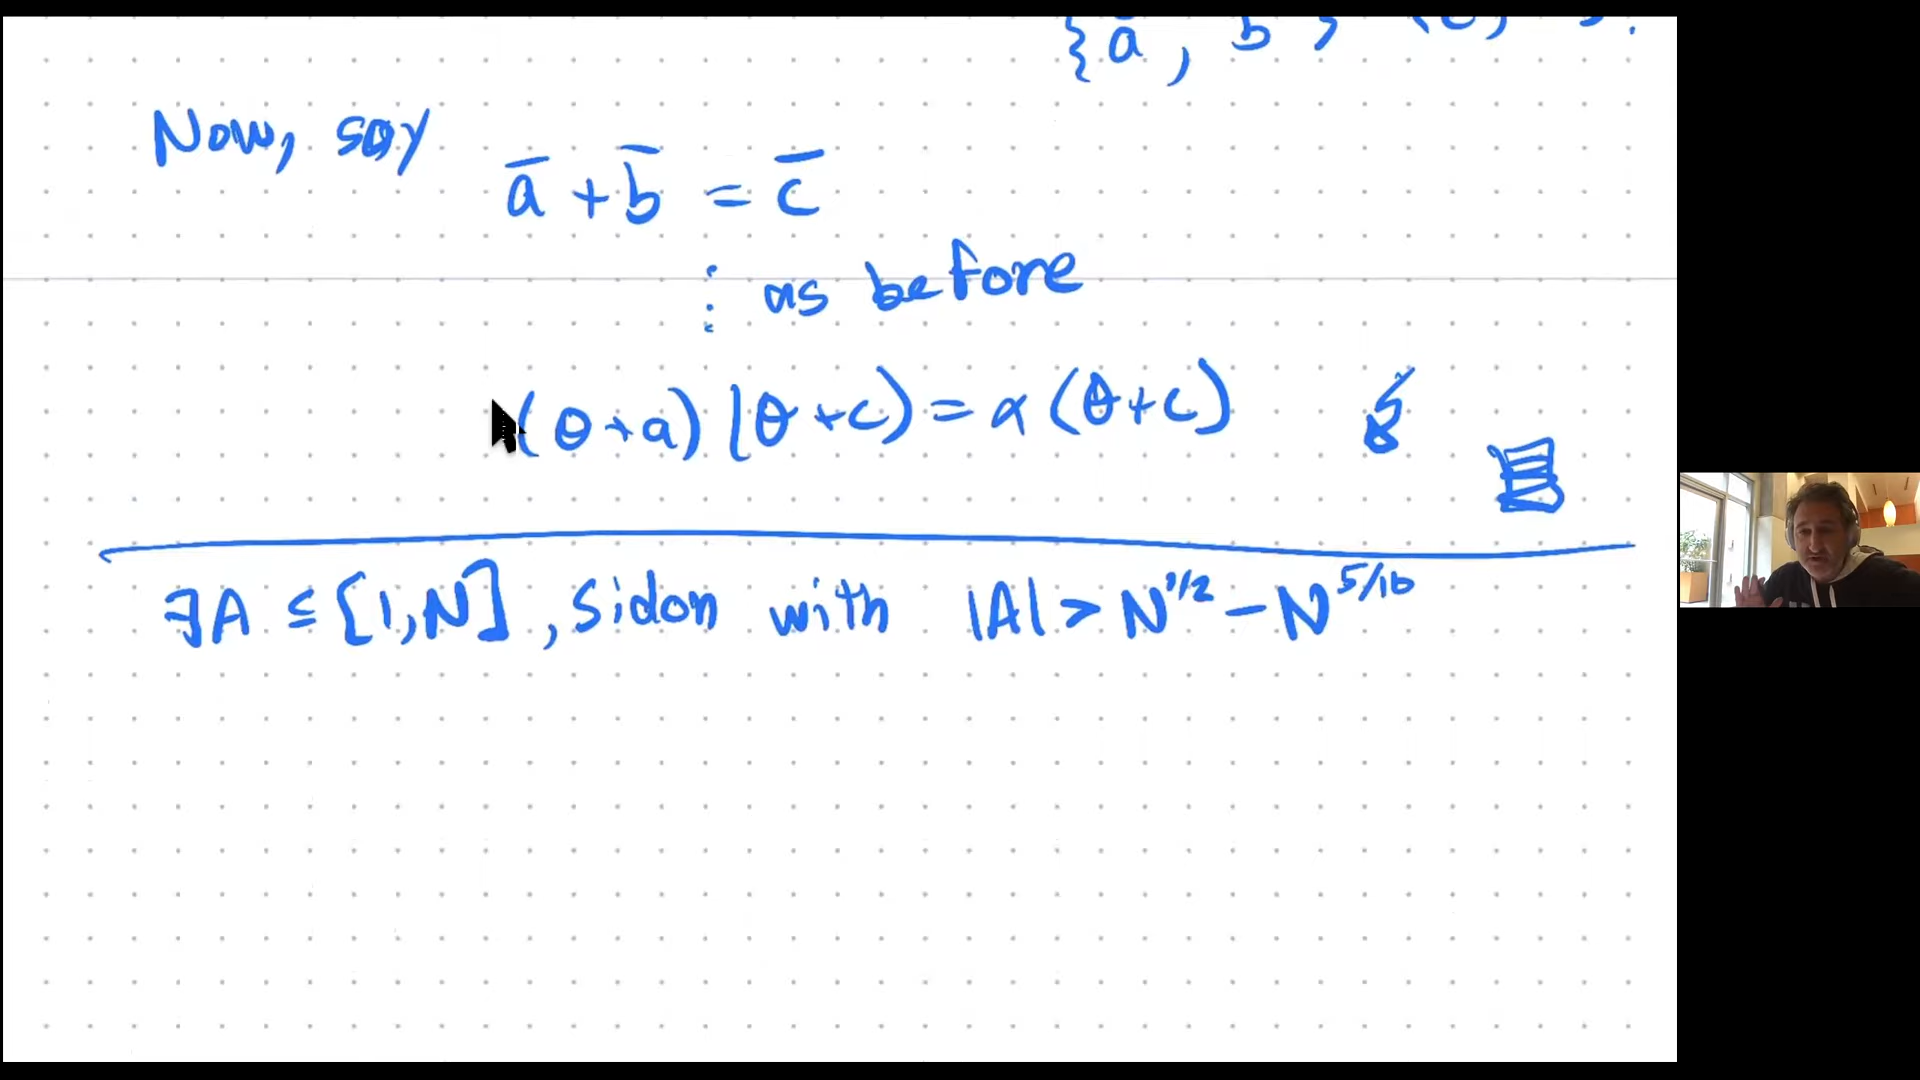 {a, b
Now, say
a̅ + b̅ = c̅
⋮ as before
(θ+a)(θ+c) = α(θ+c)
∃A ≤ [1,N], Sidon with |A| > N^{1/2} - N^{5/16}